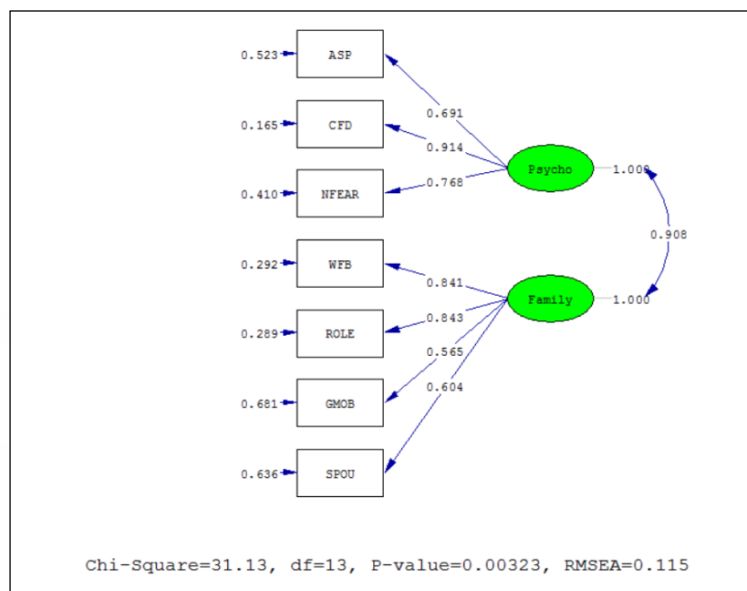 0.523 ASP
0.691
0.165 CFD
0.914
Psycho 1.000
0.410 NFEAR
0.768
0.908
0.292 WFB
0.841
Family 1.000
0.843
0.289 ROLE
0.565
0.604
0.681 GMOB
0.636 SPOU
Chi-Square=31.13, df=13, P-value=0.00323, RMSEA=0.115